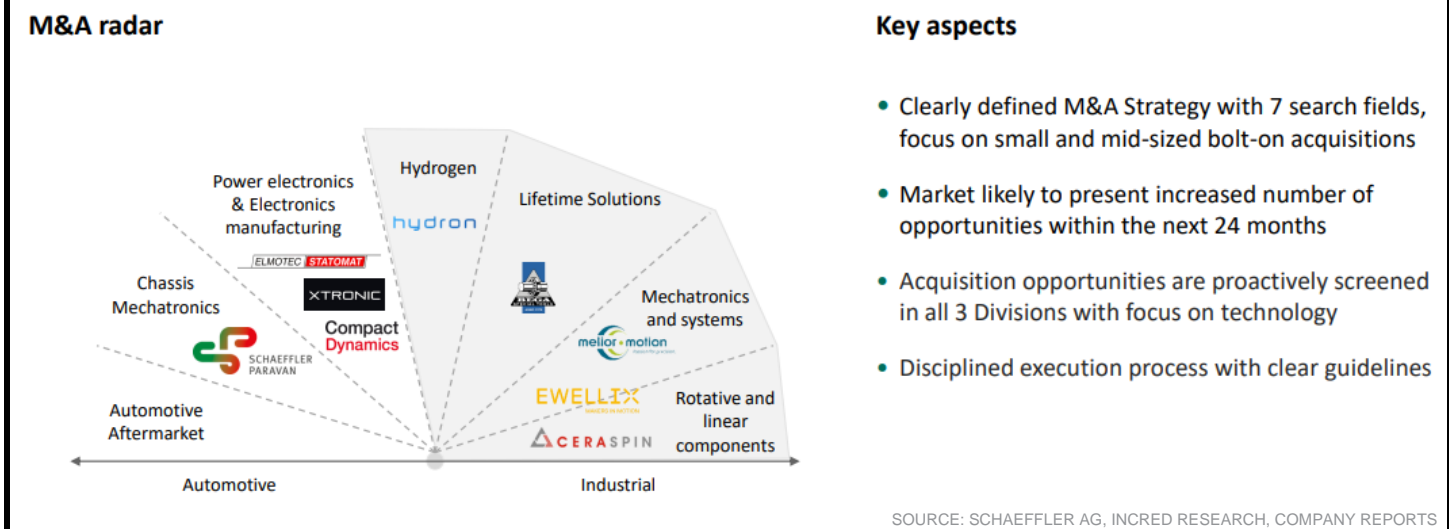 M&A radar
Hydrogen
hydron
Lifetime Solutions
Power electronics
& Electronics
manufacturing
ELMOTEC STATOMAT
XTRONIC
Compact
Dynamics
Chassis
Mechatronics
SCHAEFFLER
PARAVAN
Mechatronics
and systems
melior motion
Automotive
Aftermarket
EWELLIX
MAKERS IN MOTION
CERASPIN
Rotative and
linear
components
Automotive
Industrial
Key aspects
• Clearly defined M&A Strategy with 7 search fields,
focus on small and mid-sized bolt-on acquisitions
• Market likely to present increased number of
opportunities within the next 24 months
• Acquisition opportunities are proactively screened
in all 3 Divisions with focus on technology
• Disciplined execution process with clear guidelines
SOURCE: SCHAEFFLER AG, INCRED RESEARCH, COMPANY REPORTS